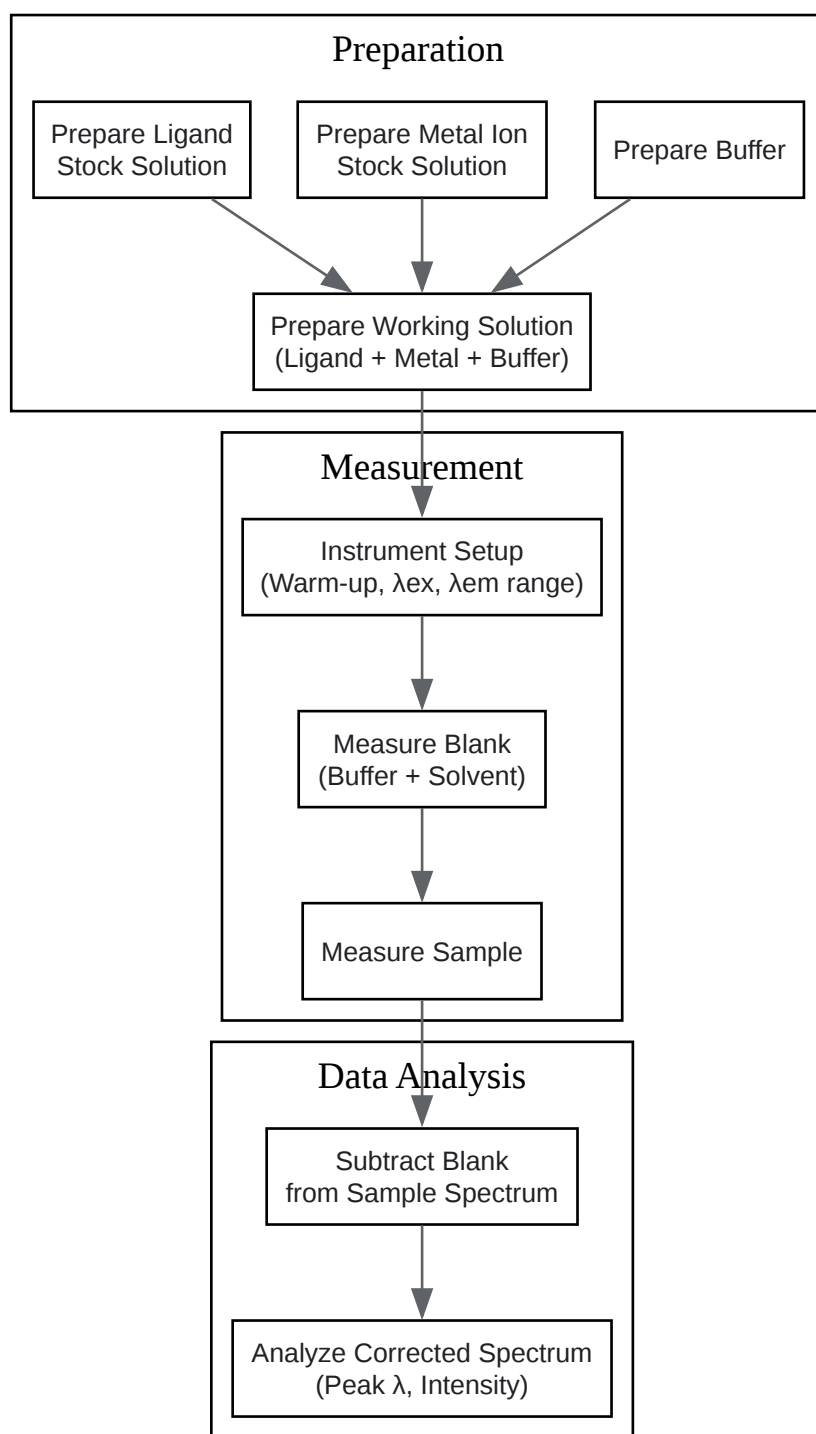 Preparation
Prepare Ligand
Stock Solution
Prepare Metal Ion
Stock Solution
Prepare Buffer
Prepare Working Solution
(Ligand + Metal + Buffer)
Measurement
Instrument Setup
(Warm-up, λex, λem range)
Measure Blank
(Buffer + Solvent)
Measure Sample
Data Analysis
Subtract Blank
from Sample Spectrum
Analyze Corrected Spectrum
(Peak λ, Intensity)